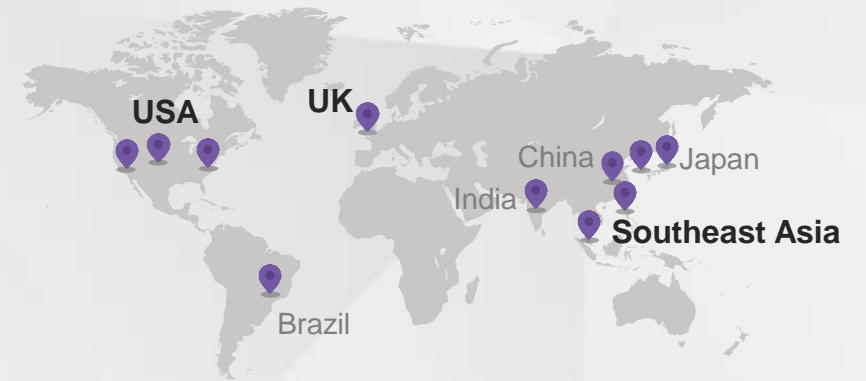 USA
UK
China
Japan
India
Southeast Asia
Brazil